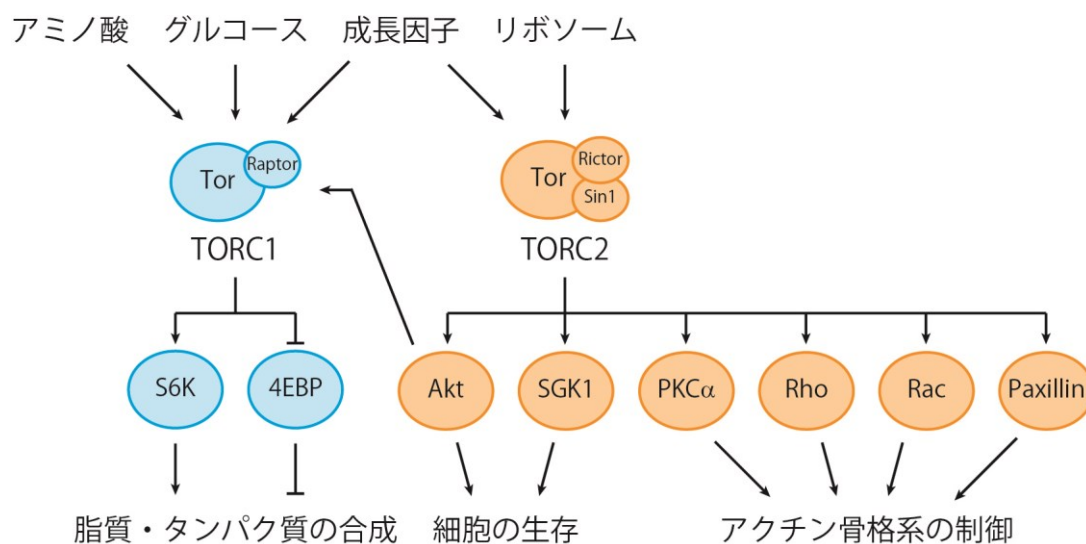 アミノ酸 グルコース 成長因子 リボソーム
Tor Raptor
Tor Rictor
Sin1
TORC1 TORC2
S6K 4EBP Akt SGK1 PKCα Rho Rac Paxillin
脂質・タンパク質の合成 細胞の生存 アクチン骨格系の制御